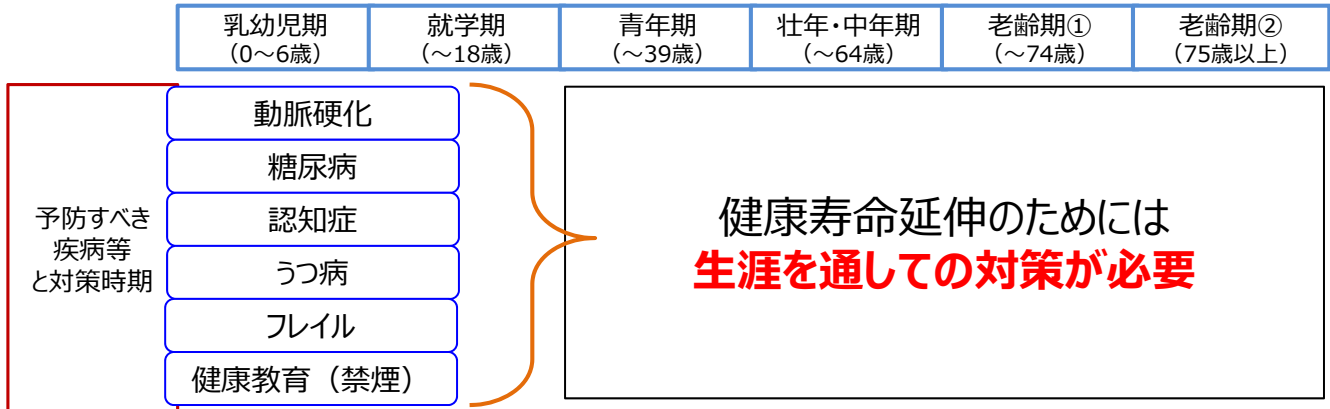 乳幼児期
(0～6歳)
就学期
(～18歳)
青年期
(～39歳)
壮年・中年期
(～64歳)
老齢期①
(～74歳)
老齢期②
(75歳以上)
予防すべき
疾病等
と対策時期
動脈硬化
糖尿病
認知症
うつ病
フレイル
健康教育（禁煙）
健康寿命延伸のためには
生涯を通しての対策が必要